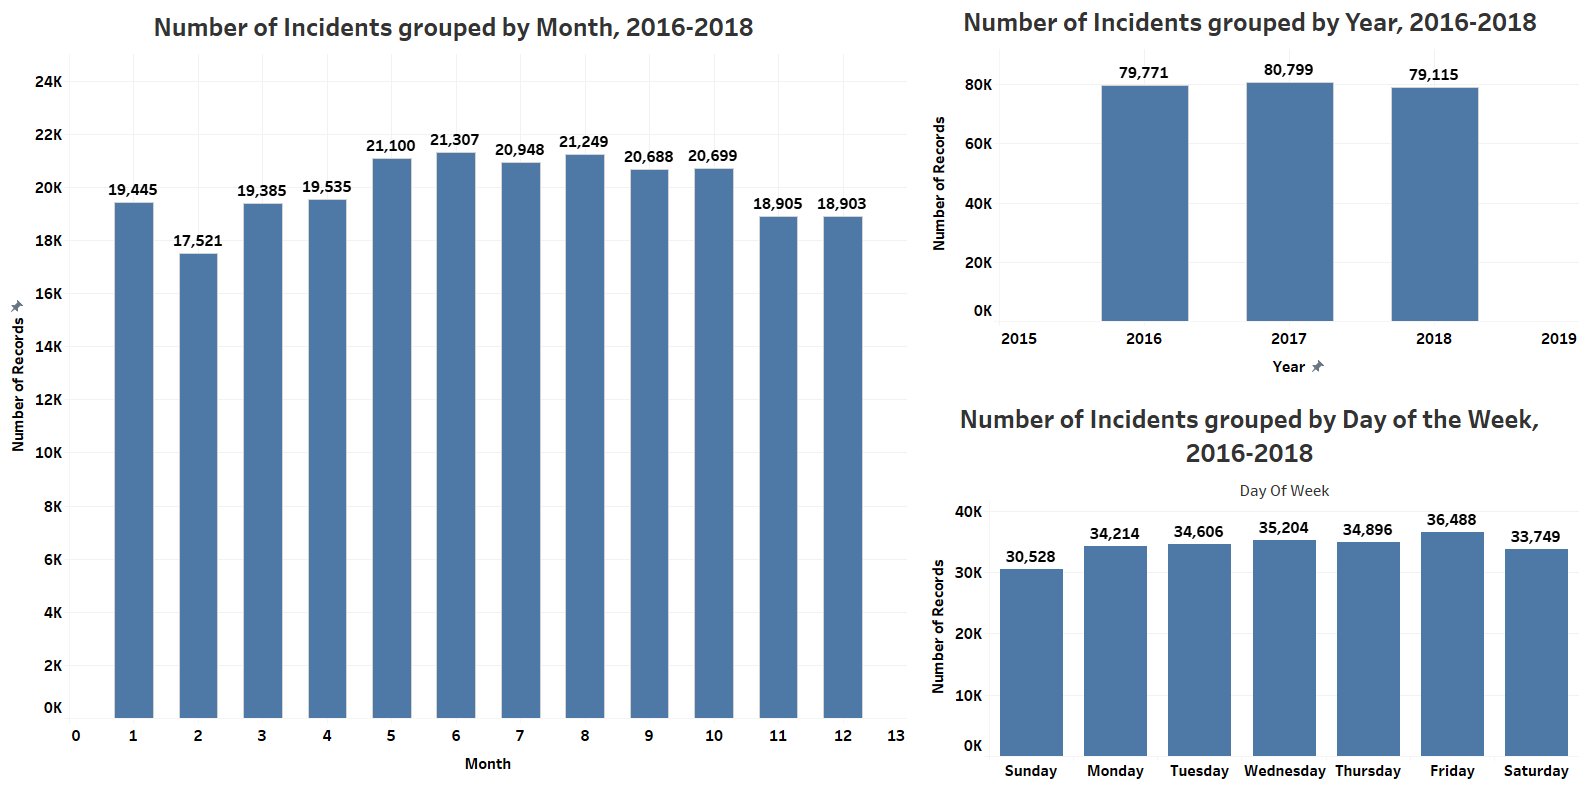 Number of Incidents grouped by Month, 2016-2018
24K
22K
20K
18K
16K
14K
12K
10K
8K
6K
4K
2K
0K
Number of Records
19,445
17,521
19,385
19,535
21,100
21,307
20,948
21,249
20,688
20,699
18,905
18,903
0 1 2 3 4 5 6 7 8 9 10 11 12 13
Month
Number of Incidents grouped by Year, 2016-2018
80K
60K
40K
20K
0K
Number of Records
79,771
80,799
79,115
2015 2016 2017 2018 2019
Year
Number of Incidents grouped by Day of the Week,
2016-2018
Day Of Week
40K
30K
20K
10K
0K
Number of Records
30,528
34,214
34,606
35,204
34,896
36,488
33,749
Sunday Monday Tuesday Wednesday Thursday Friday Saturday